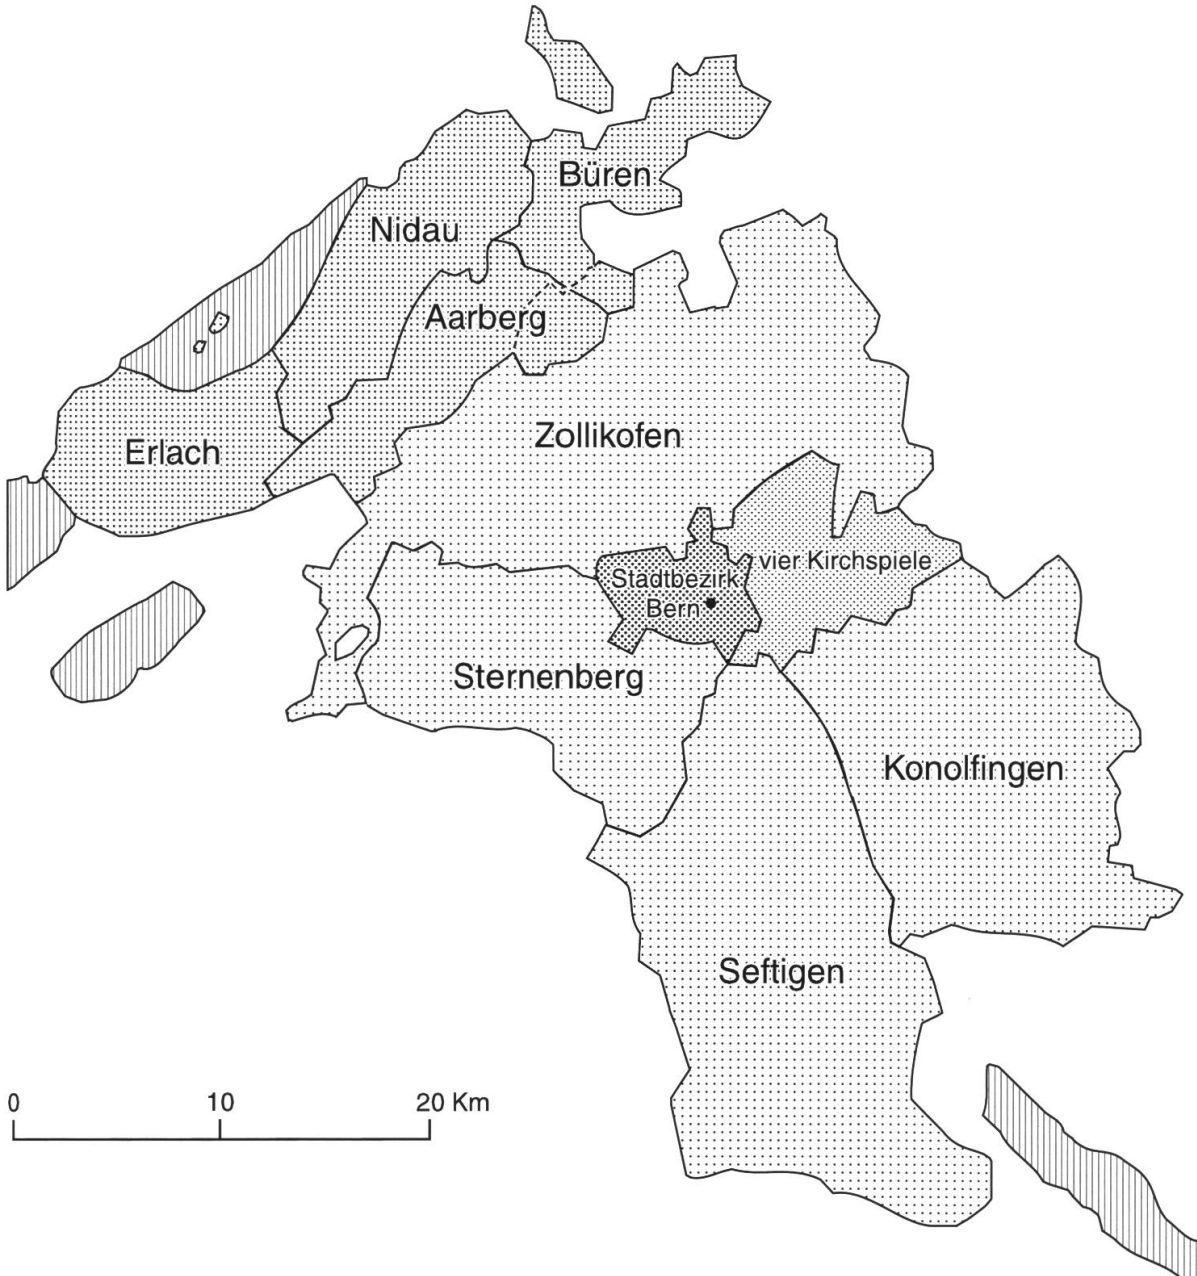 Büren
Nidau
Aarberg
Zollikofen
Erlach
vier Kirchspiele
Stadtbezirk
Bern
Sternenberg
Konolfingen
Seftigen
0 10 20 Km